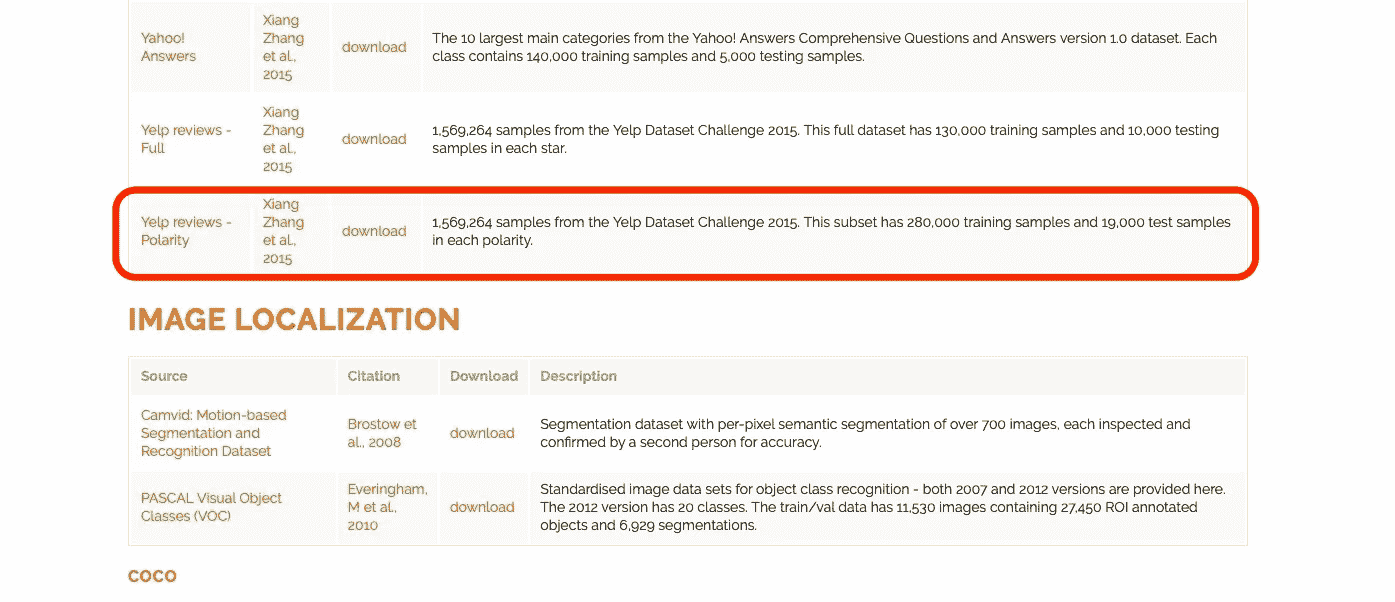 Yahoo!
Answers
Xiang
Zhang
et al.,
2015
download
The 10 largest main categories from the Yahoo! Answers Comprehensive Questions and Answers version 1.0 dataset. Each
class contains 140,000 training samples and 5,000 testing samples.
Yelp reviews -
Full
Xiang
Zhang
et al.,
2015
download
1,569,264 samples from the Yelp Dataset Challenge 2015. This full dataset has 130,000 training samples and 10,000 testing
samples in each star.
Yelp reviews -
Polarity
Xiang
Zhang
et al.,
2015
download
1,569,264 samples from the Yelp Dataset Challenge 2015. This subset has 280,000 training samples and 19,000 test samples
in each polarity.
IMAGE LOCALIZATION
Source
Citation
Download
Description
Camvid: Motion-based
Segmentation and
Recognition Dataset
Brostow et
al., 2008
download
Segmentation dataset with per-pixel semantic segmentation of over 700 images, each inspected and
confirmed by a second person for accuracy.
PASCAL Visual Object
Classes (VOC)
Everingham,
M et al.,
2010
download
Standardised image data sets for object class recognition - both 2007 and 2012 versions are provided here.
The 2012 version has 20 classes. The train/val data has 11,530 images containing 27,450 ROI annotated
objects and 6,929 segmentations.
COCO